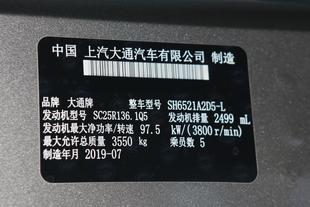 中国 上汽大通汽车有限公司 制造
品牌 大通牌 整车型号 SH6521A2D5-L
发动机型号 SC25R136.1Q5 发动机排量 2499 mL
发动机最大净功率/转速 97.5 kW/(3800 r/min)
最大允许总质量 3550 kg 乘员数 5
制造年月 2019-07